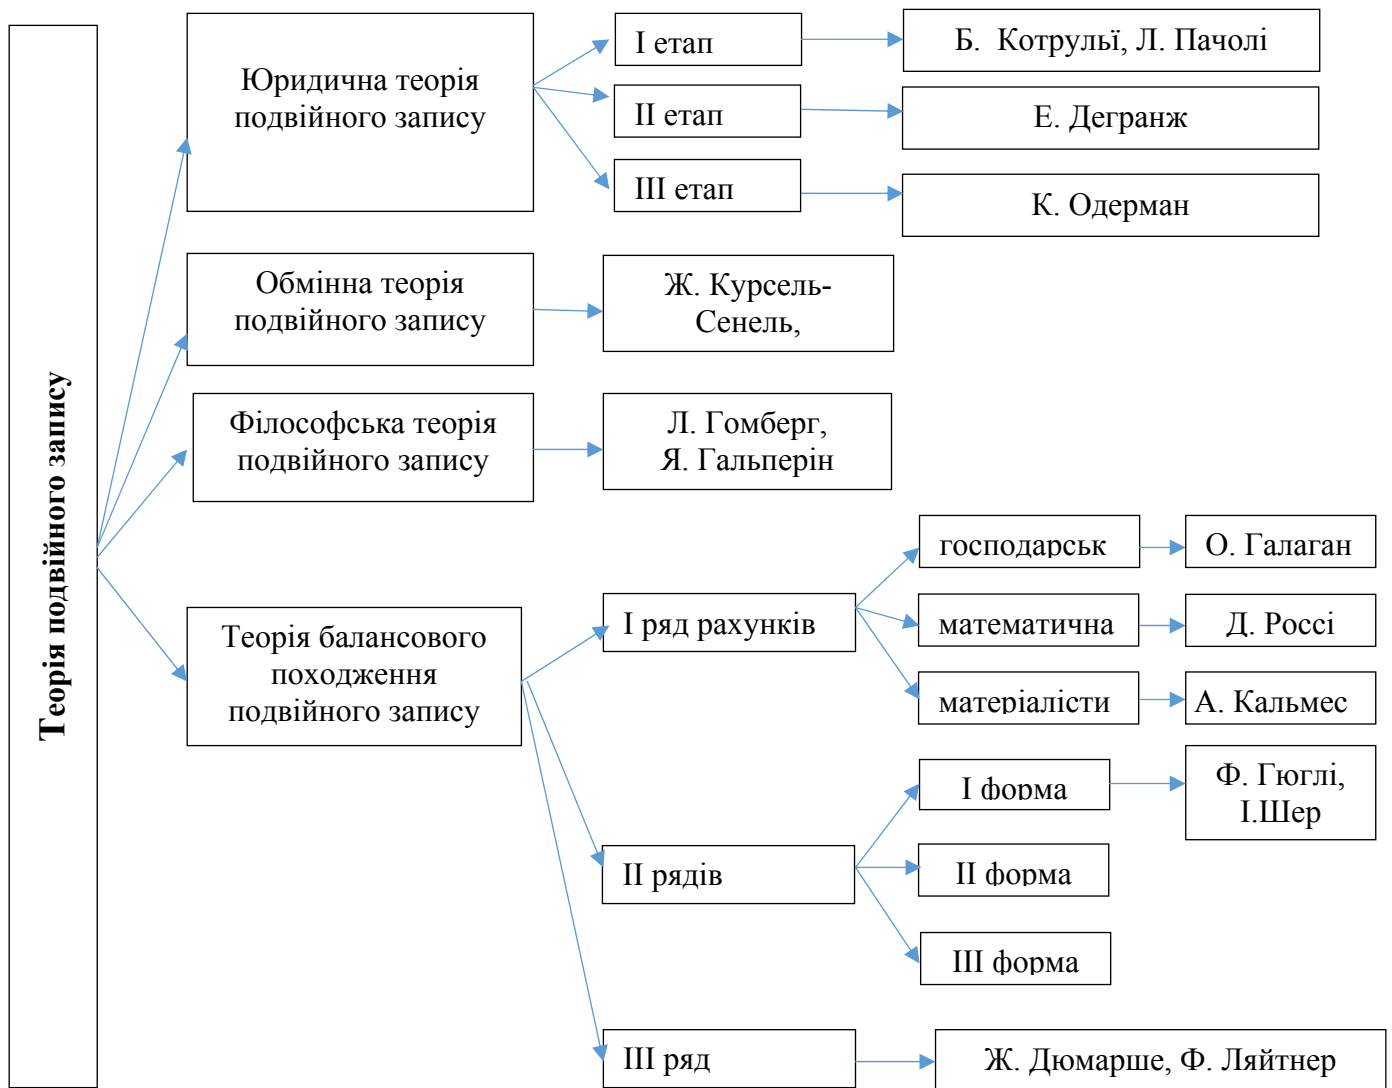 Теорія подвійного запису
Юридична теорія
подвійного запису
І етап
Б. Котрульї, Л. Пачолі
ІІ етап
Е. Дегранж
ІІІ етап
К. Одерман
Обмінна теорія
подвійного запису
Ж. Курсель-
Сенель,
Філософська теорія
подвійного запису
Л. Гомберг,
Я. Гальперін
Теорія балансового
походження
подвійного запису
І ряд рахунків
господарськ
О. Галаган
математична
Д. Россі
матеріалісти
А. Кальмес
ІІ рядів
І форма
Ф. Гюглі,
І.Шер
ІІ форма
ІІІ форма
ІІІ ряд
Ж. Дюмарше, Ф. Ляйтнер